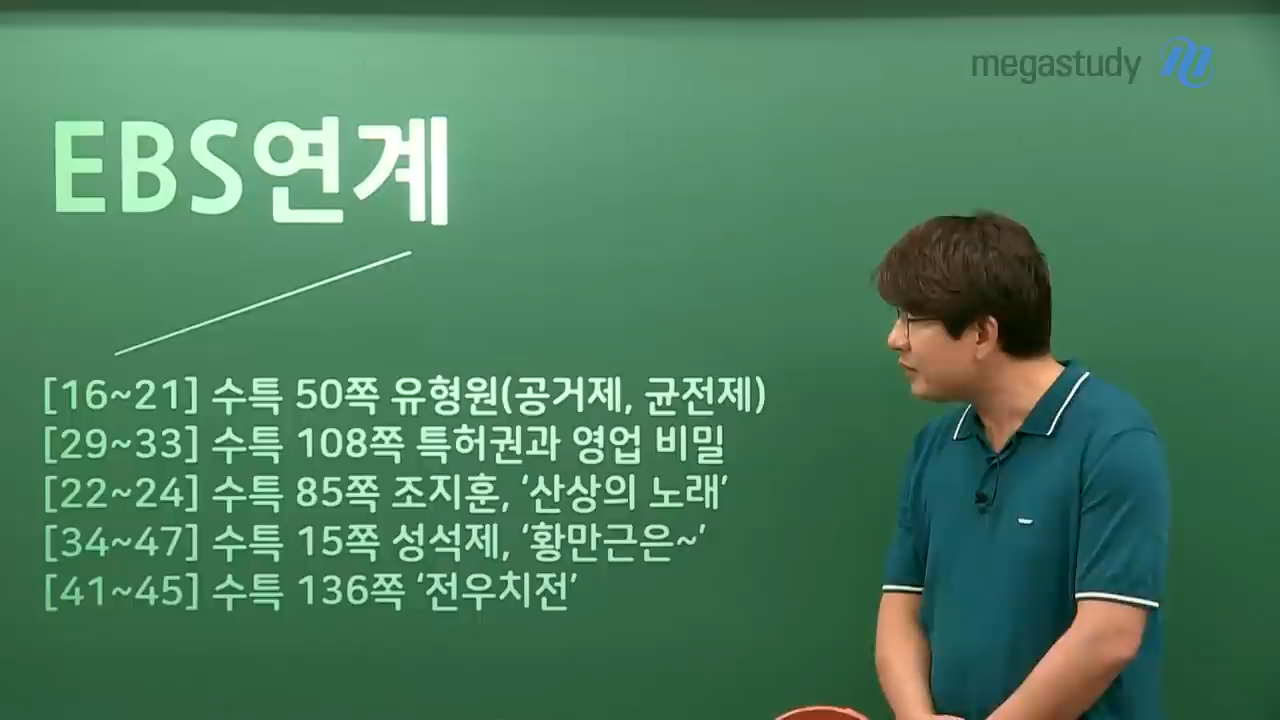 megastudy
EBS연계
[16~21] 수특 50쪽 유형원(공거제, 균전제)
[29~33] 수특 108쪽 특허권과 영업 비밀
[22~24] 수특 85쪽 조지훈, ‘산상의 노래’
[34~47] 수특 15쪽 성석제, ‘황만근은~’
[41~45] 수특 136쪽 ‘전우치전’